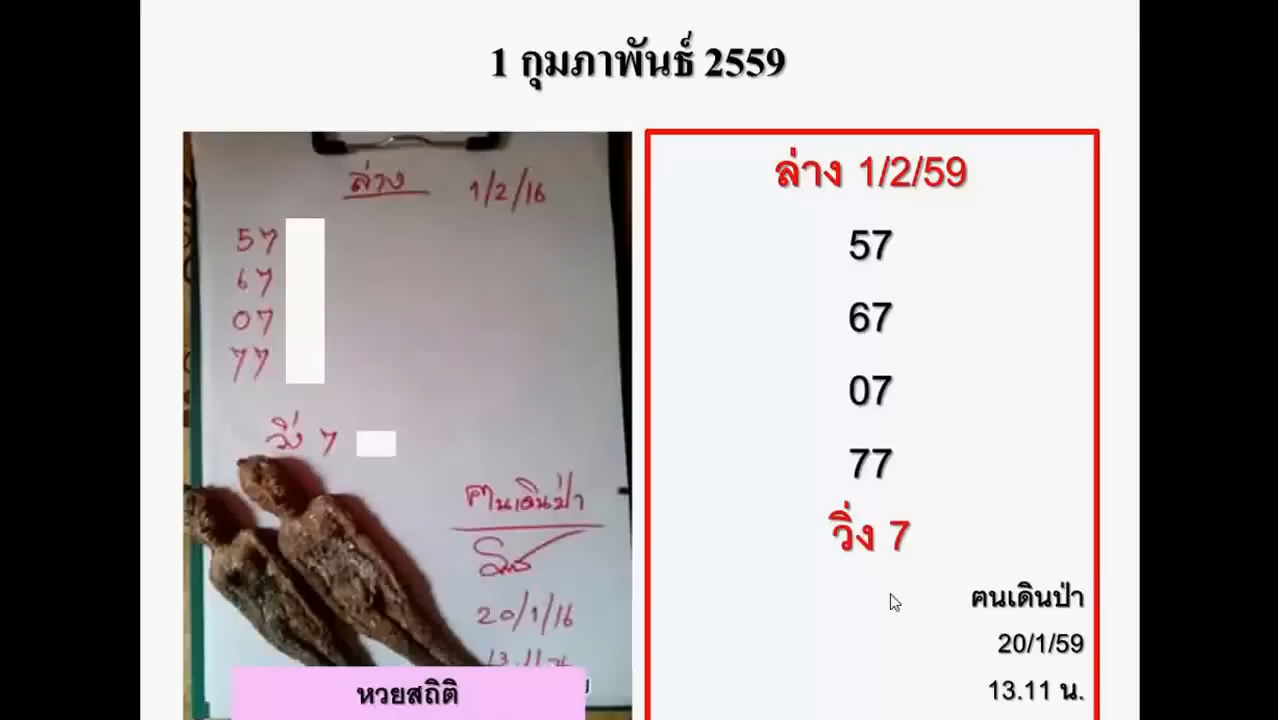 1 กุมภาพันธ์ 2559
ล่าง 1/2/16
57
67
07
77
วิ่ง 7
ฅนเดินป่า
20/1/16
หวยสถิติ
ล่าง 1/2/59
57
67
07
77
วิ่ง 7
ฅนเดินป่า
20/1/59
13.11 น.